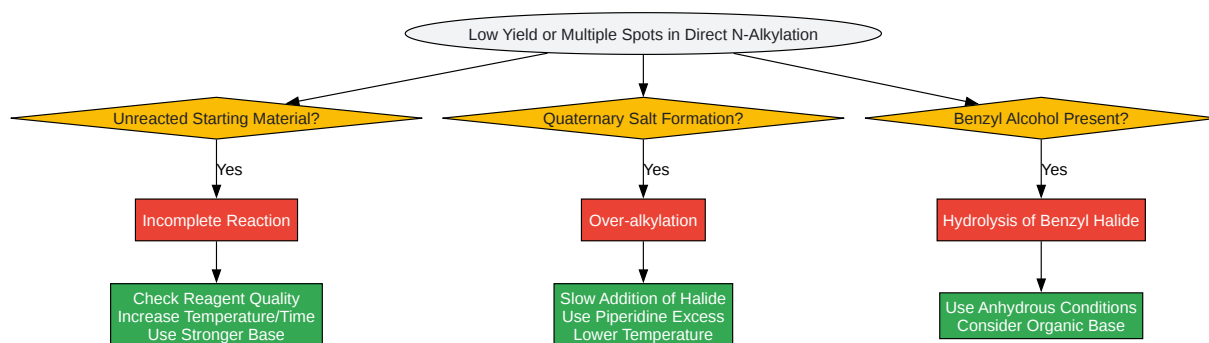 Low Yield or Multiple Spots in Direct N-Alkylation
Unreacted Starting Material?
Quaternary Salt Formation?
Benzyl Alcohol Present?
Yes
Yes
Yes
Incomplete Reaction
Over-alkylation
Hydrolysis of Benzyl Halide
Check Reagent Quality
Increase Temperature/Time
Use Stronger Base
Slow Addition of Halide
Use Piperidine Excess
Lower Temperature
Use Anhydrous Conditions
Consider Organic Base